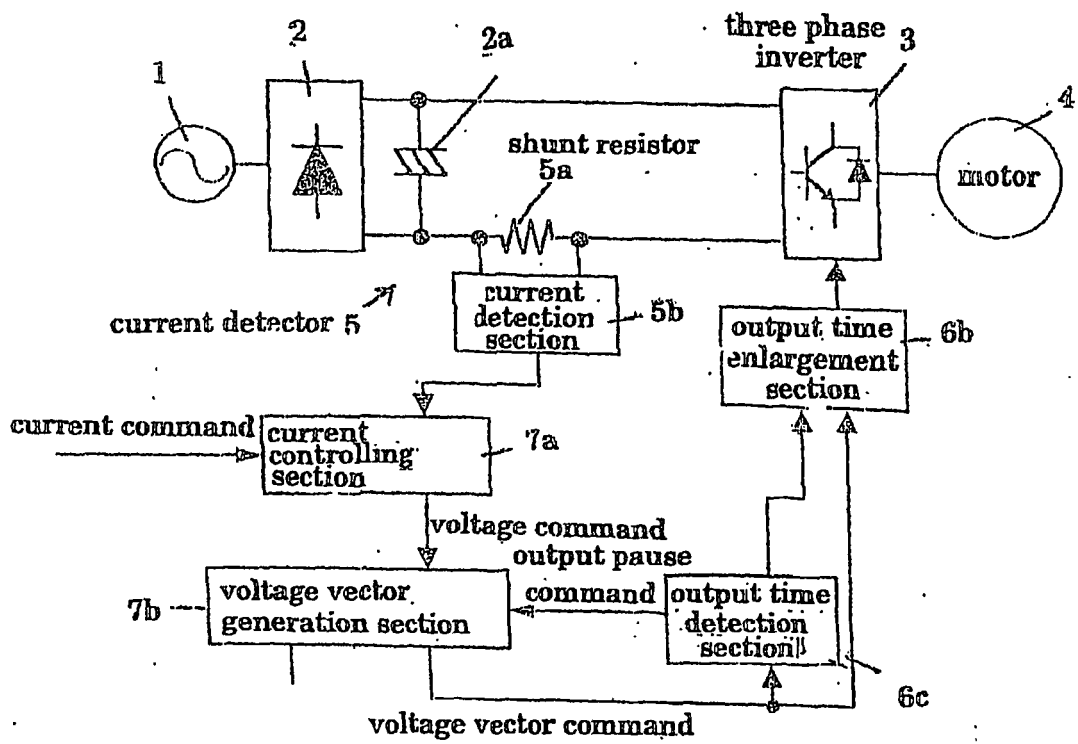 1
2
2a
three phase
inverter
3
4
shunt resistor
5a
motor
current detector 5
current
detection
section
5b
output time
enlargement
section
6b
current command
current
controlling
section
7a
voltage command
output pause
command
7b
voltage vector
generation section
output time
detection
section
6c
voltage vector command